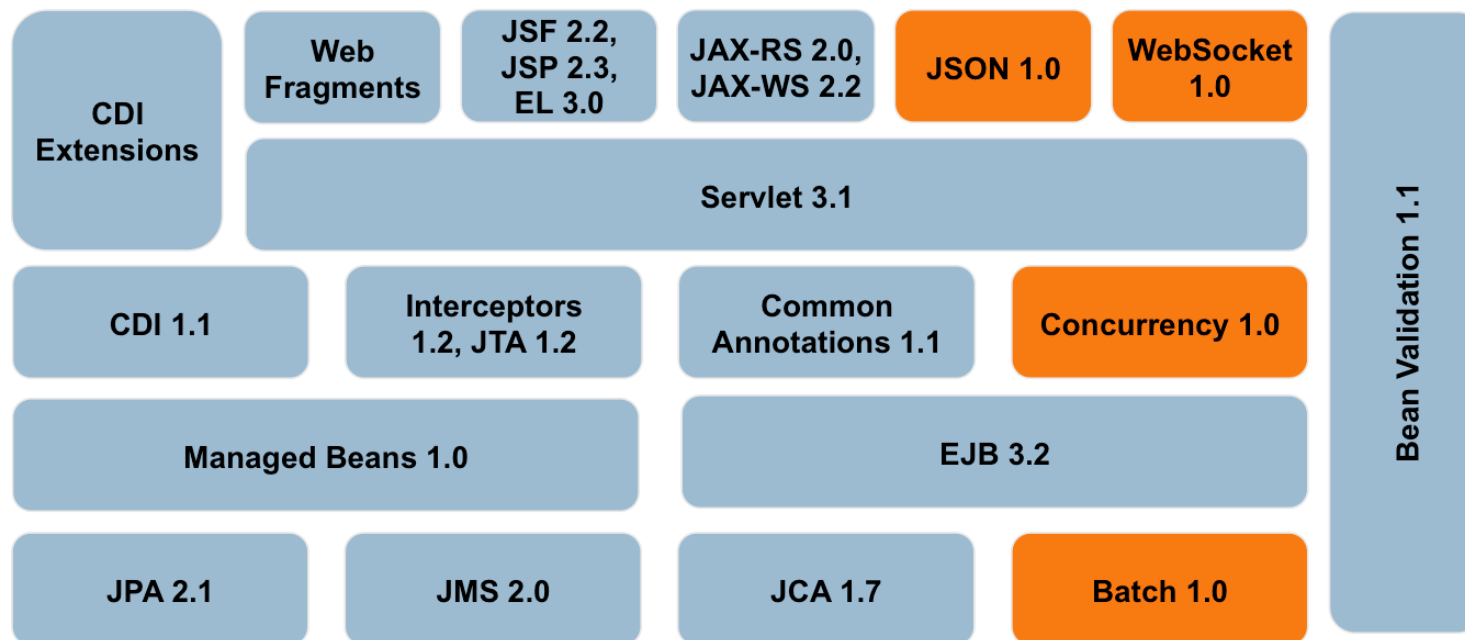 CDI
Extensions
Web
Fragments
JSF 2.2,
JSP 2.3,
EL 3.0
JAX-RS 2.0,
JAX-WS 2.2
JSON 1.0
WebSocket
1.0
Servlet 3.1
Bean Validation 1.1
CDI 1.1
Interceptors
1.2, JTA 1.2
Common
Annotations 1.1
Concurrency 1.0
Managed Beans 1.0
EJB 3.2
JPA 2.1
JMS 2.0
JCA 1.7
Batch 1.0